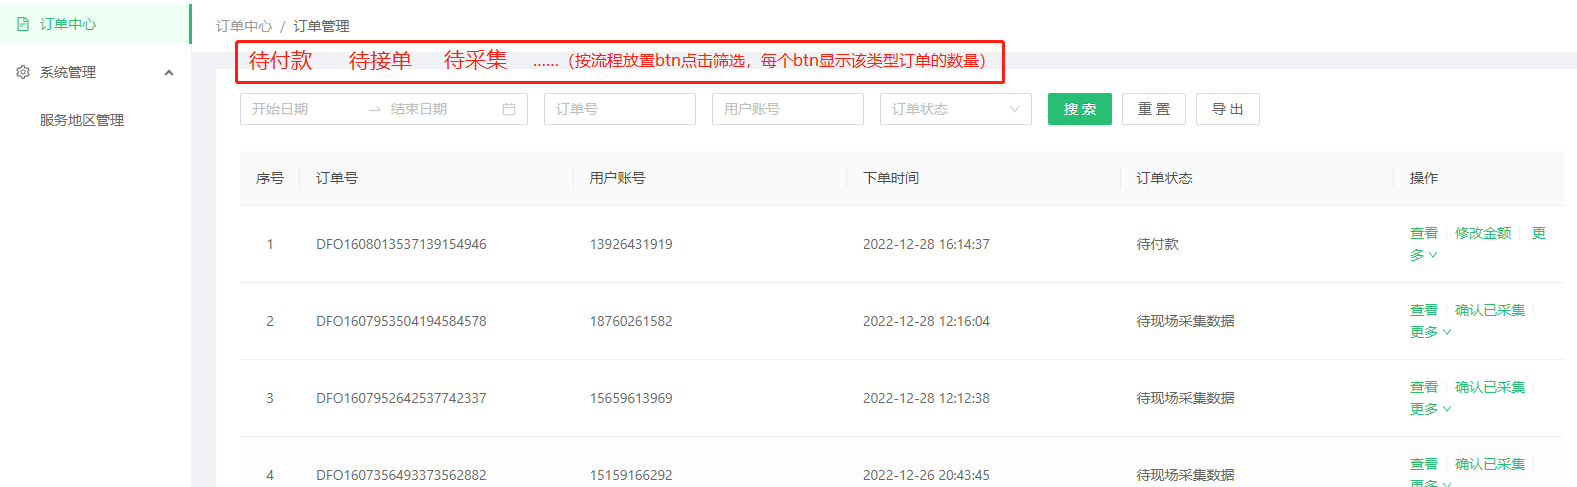 订单中心
系统管理
服务地区管理
订单中心 / 订单管理
待付款 待接单 待采集 ......（按流程放置btn点击筛选，每个btn显示该类型订单的数量）
开始日期 → 结束日期 订单号 用户账号 订单状态 搜索 重置 导出
序号 订单号 用户账号 下单时间 订单状态 操作
1 DFO1608013537139154946 13926431919 2022-12-28 16:14:37 待付款 查看 修改金额 更多
2 DFO1607953504194584578 18760261582 2022-12-28 12:16:04 待现场采集数据 查看 确认已采集 更多
3 DFO1607952642537742337 15659613969 2022-12-28 12:12:38 待现场采集数据 查看 确认已采集 更多
4 DFO1607356493373562882 15159166292 2022-12-26 20:43:45 待现场采集数据 查看 确认已采集 更多